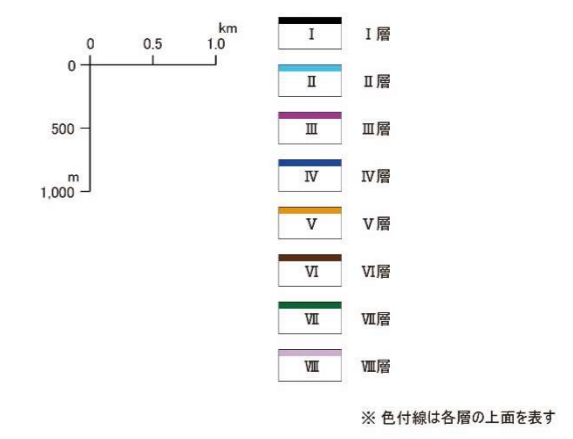 km
0 0.5 1.0
0
500
m
1,000
Ⅰ Ⅰ層
Ⅱ Ⅱ層
Ⅲ Ⅲ層
Ⅳ Ⅳ層
Ⅴ Ⅴ層
Ⅵ Ⅵ層
Ⅶ Ⅶ層
Ⅷ Ⅷ層
※ 色付線は各層の上面を表す